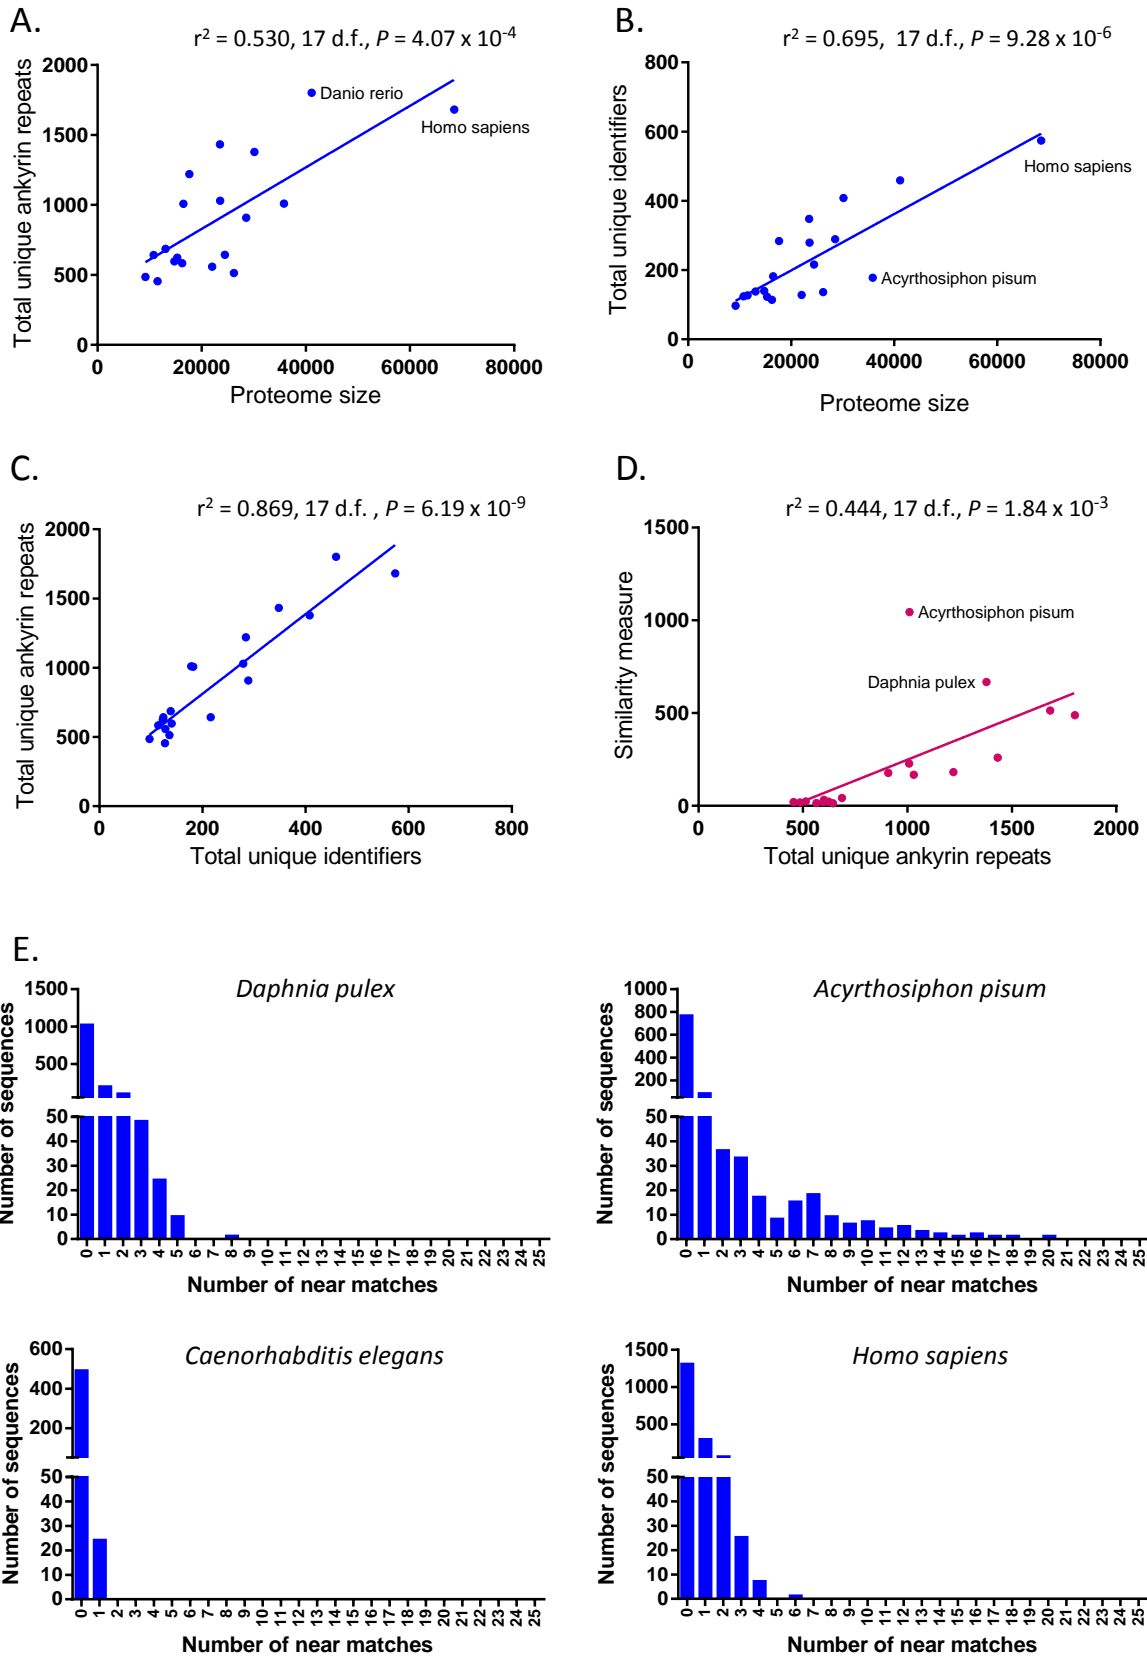 A.
r² = 0.530, 17 d.f., P = 4.07 x 10⁻⁴
Total unique ankyrin repeats
2000
1500
1000
500
0
Danio rerio
Homo sapiens
0 20000 40000 60000 80000
Proteome size
B.
r² = 0.695, 17 d.f., P = 9.28 x 10⁻⁶
Total unique identifiers
800
600
400
200
0
Homo sapiens
Acyrthosiphon pisum
0 20000 40000 60000 80000
Proteome size
C.
r² = 0.869, 17 d.f. , P = 6.19 x 10⁻⁹
Total unique ankyrin repeats
2000
1500
1000
500
0
0 200 400 600 800
Total unique identifiers
D.
r² = 0.444, 17 d.f., P = 1.84 x 10⁻³
Similarity measure
1500
1000
500
0
Acyrthosiphon pisum
Daphnia pulex
0 500 1000 1500 2000
Total unique ankyrin repeats
E.
Daphnia pulex
Number of sequences
1500
1000
500
50
40
30
20
10
0
0 1 2 3 4 5 6 7 8 9 10 11 12 13 14 15 16 17 18 19 20 21 22 23 24 25
Number of near matches
Acyrthosiphon pisum
Number of sequences
1000
800
600
400
200
50
40
30
20
10
0
0 1 2 3 4 5 6 7 8 9 10 11 12 13 14 15 16 17 18 19 20 21 22 23 24 25
Number of near matches
Caenorhabditis elegans
Number of sequences
600
400
200
50
40
30
20
10
0
0 1 2 3 4 5 6 7 8 9 10 11 12 13 14 15 16 17 18 19 20 21 22 23 24 25
Number of near matches
Homo sapiens
Number of sequences
1500
1000
500
50
40
30
20
10
0
0 1 2 3 4 5 6 7 8 9 10 11 12 13 14 15 16 17 18 19 20 21 22 23 24 25
Number of near matches